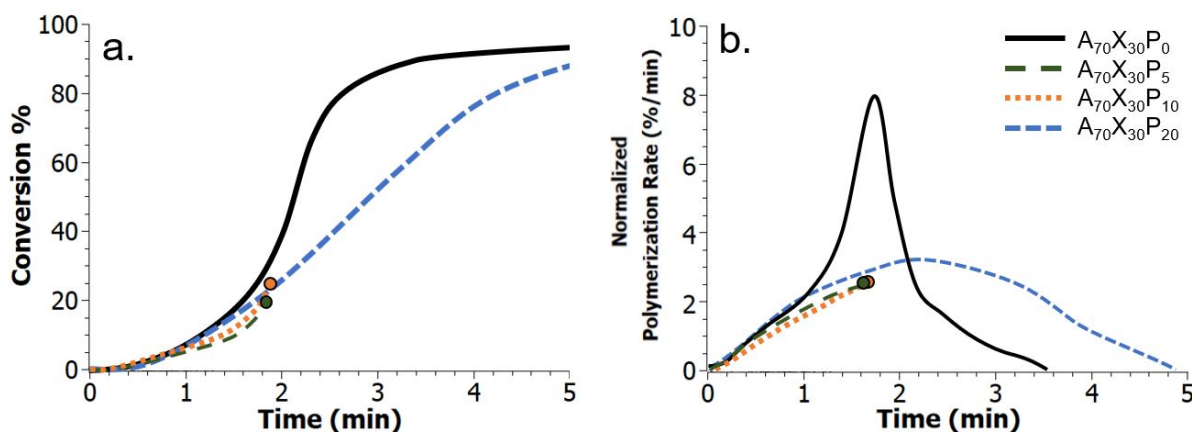 a.
Conversion %
100
80
60
40
20
0
0 1 2 3 4 5
Time (min)
b.
Normalized
Polymerization Rate (%/min)
10
8
6
4
2
0
0 1 2 3 4 5
Time (min)
A₇₀X₃₀P₀
A₇₀X₃₀P₅
A₇₀X₃₀P₁₀
A₇₀X₃₀P₂₀